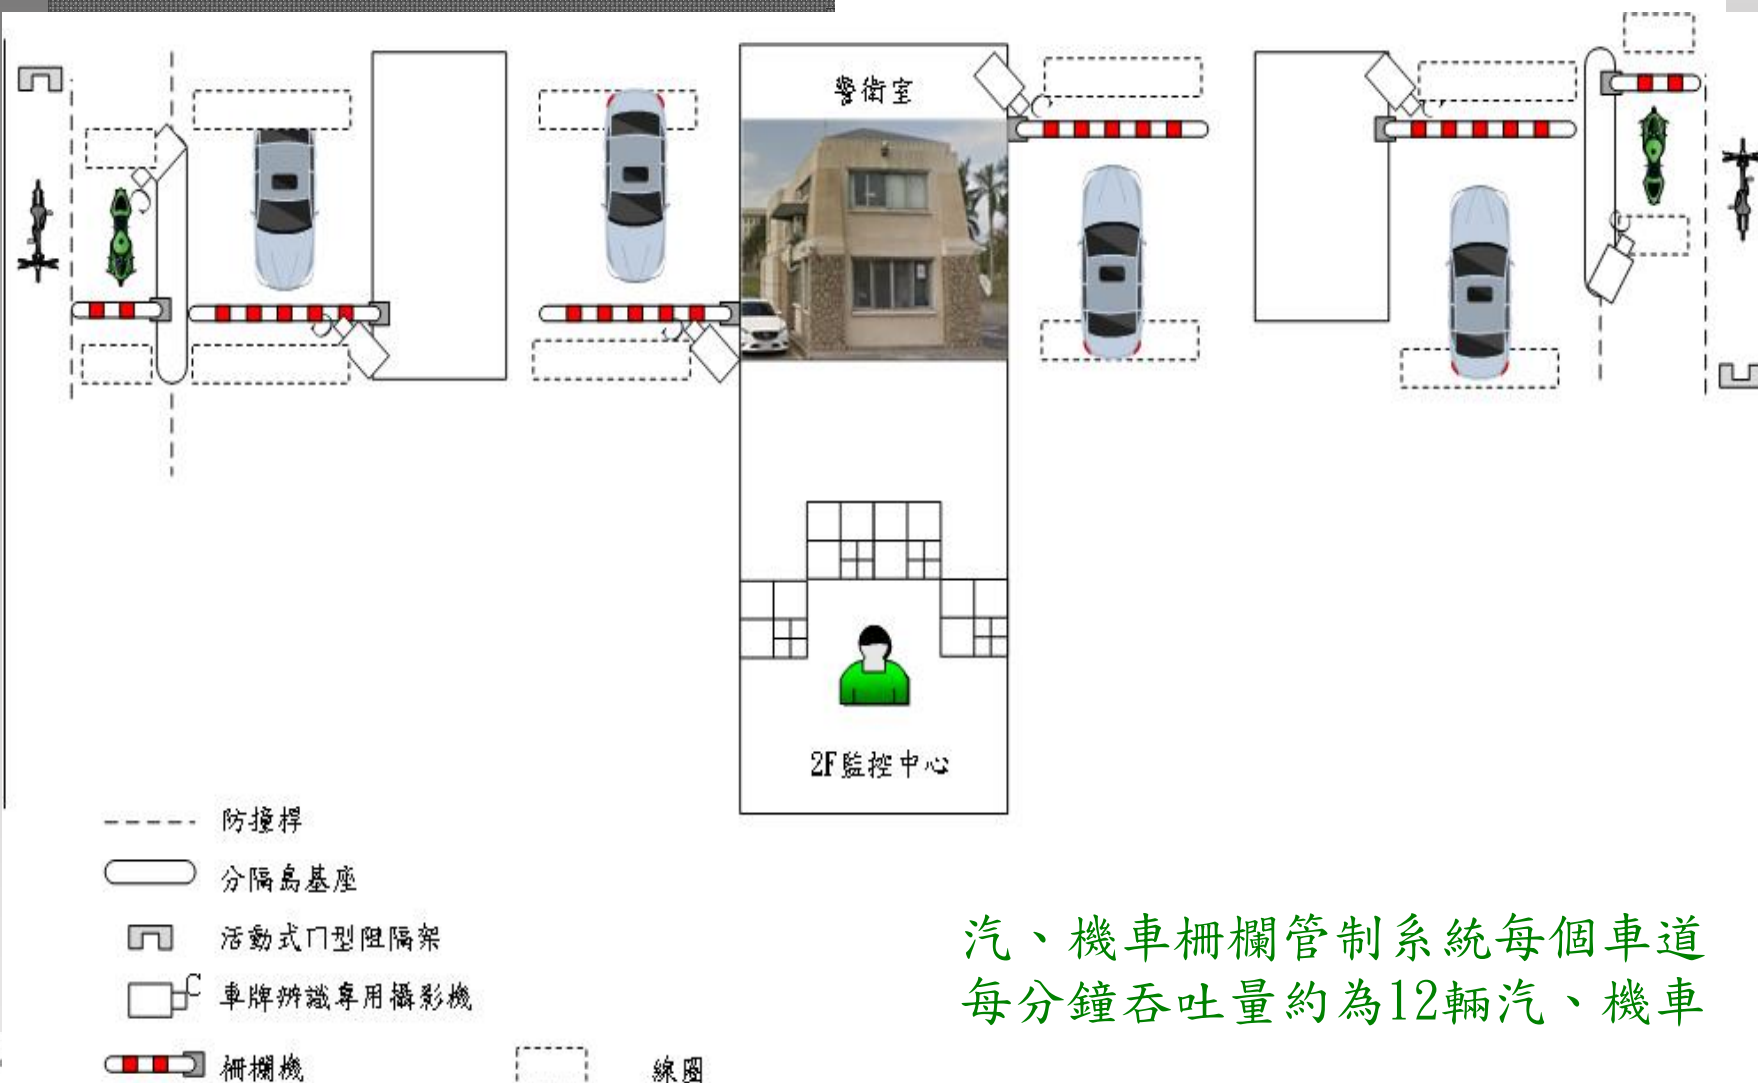 警衛室
2F監控中心
防撞桿
分隔島基座
活動式ㄇ型阻隔架
車牌辨識專用攝影機
柵欄機
線圈
汽、機車柵欄管制系統每個車道
每分鐘吞吐量約為12輛汽、機車